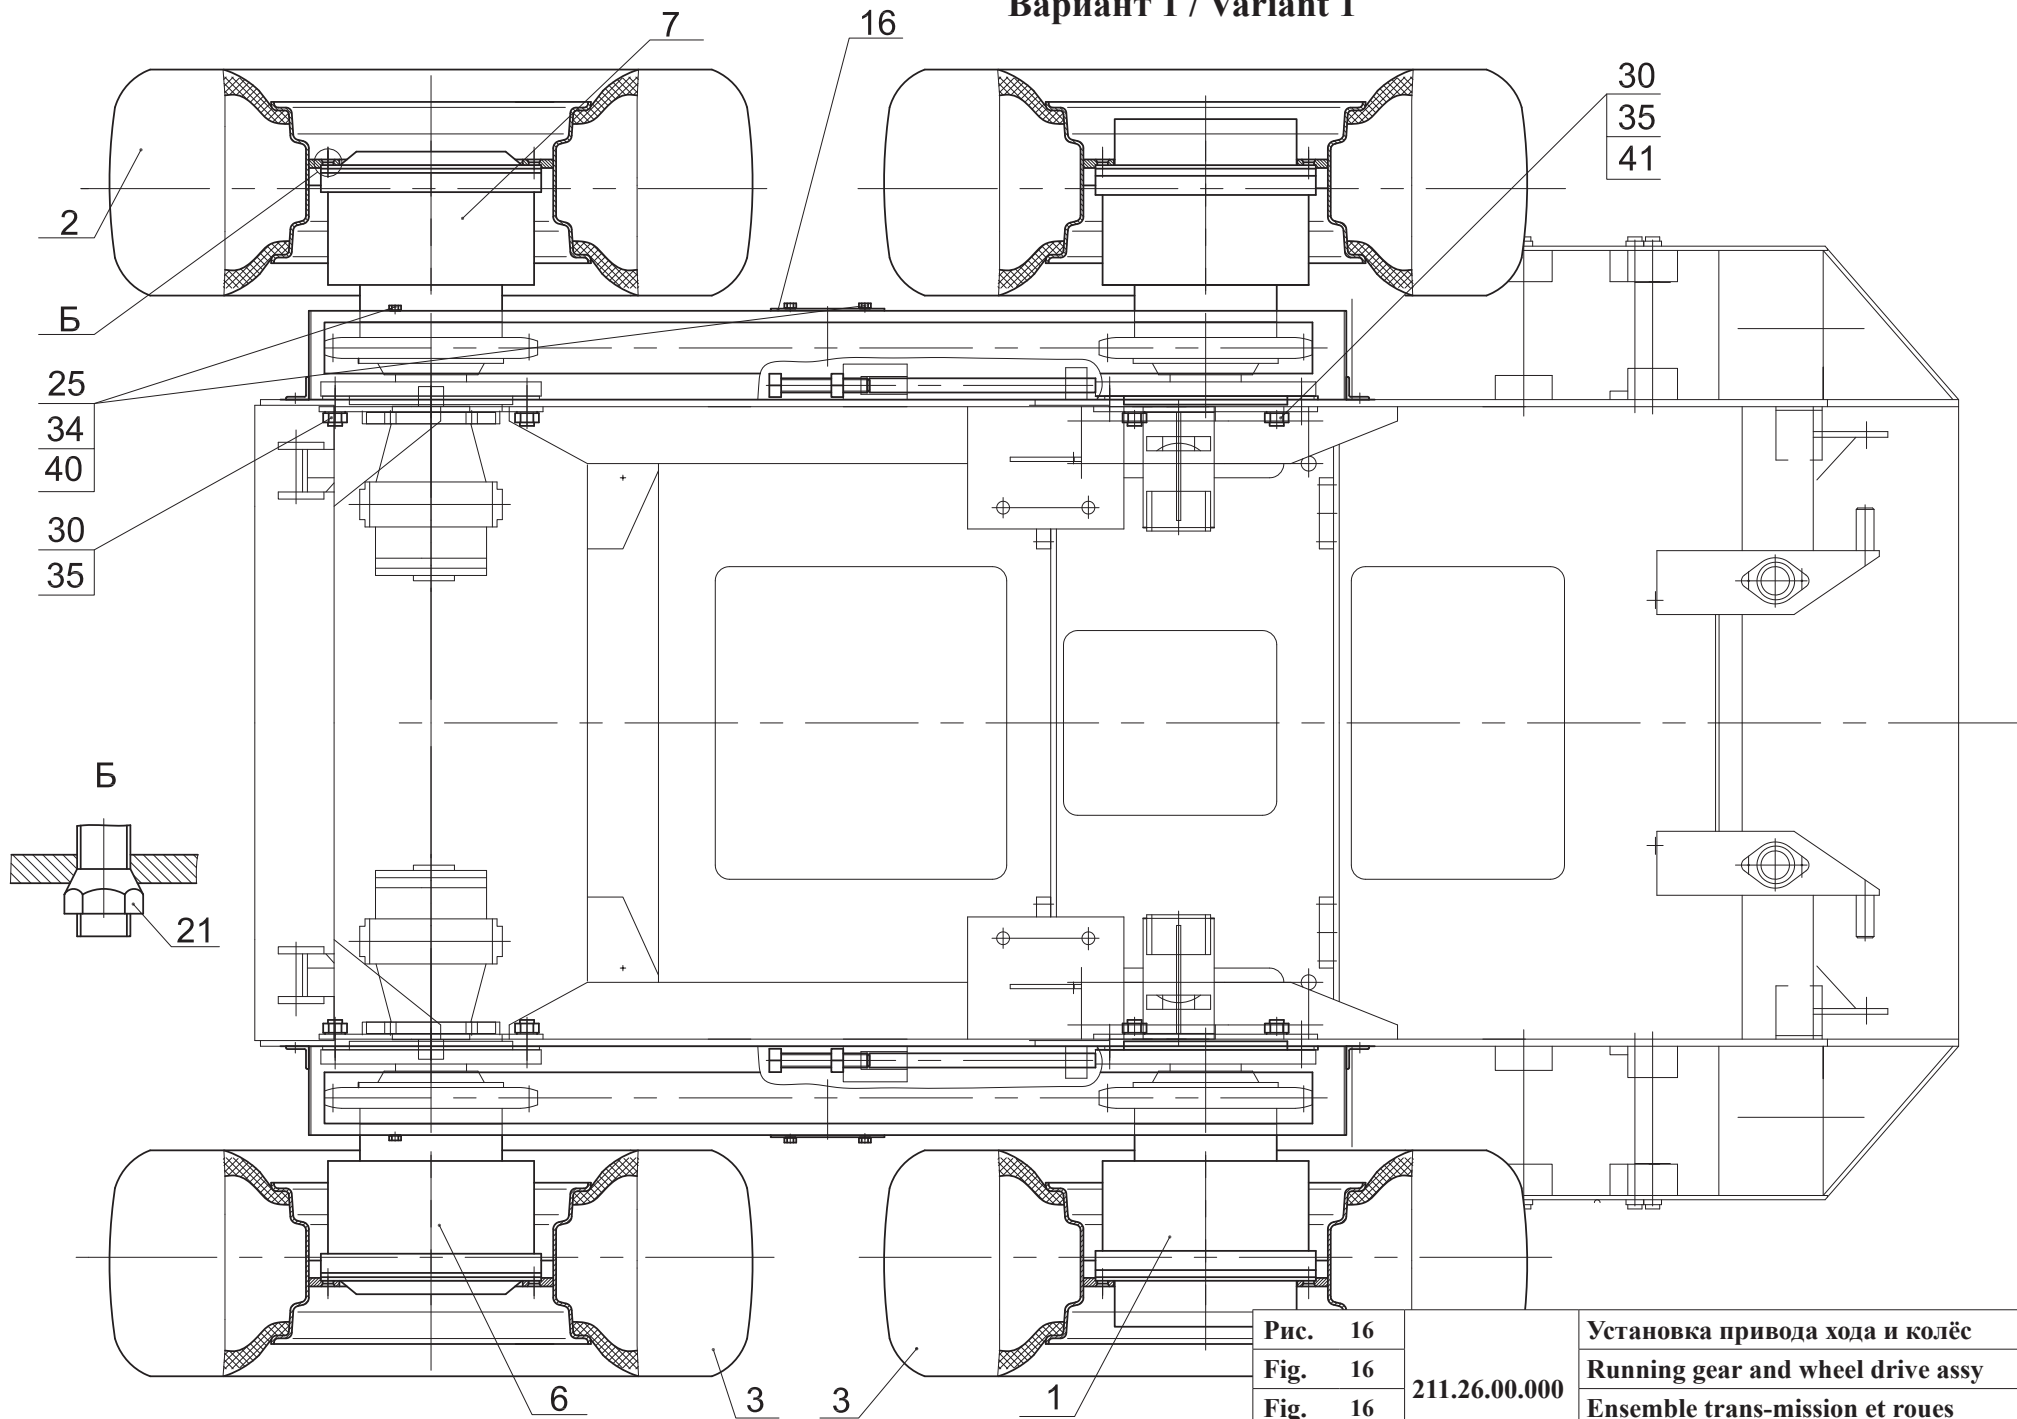 Вариант 1 / Variant 1
7
16
30
35
41
2
Б
25
34
40
30
35
Б
21
6
3
3
1
Рис. 16
Fig. 16
Fig. 16
211.26.00.000
Установка привода хода и колёс
Running gear and wheel drive assy
Ensemble trans-mission et roues